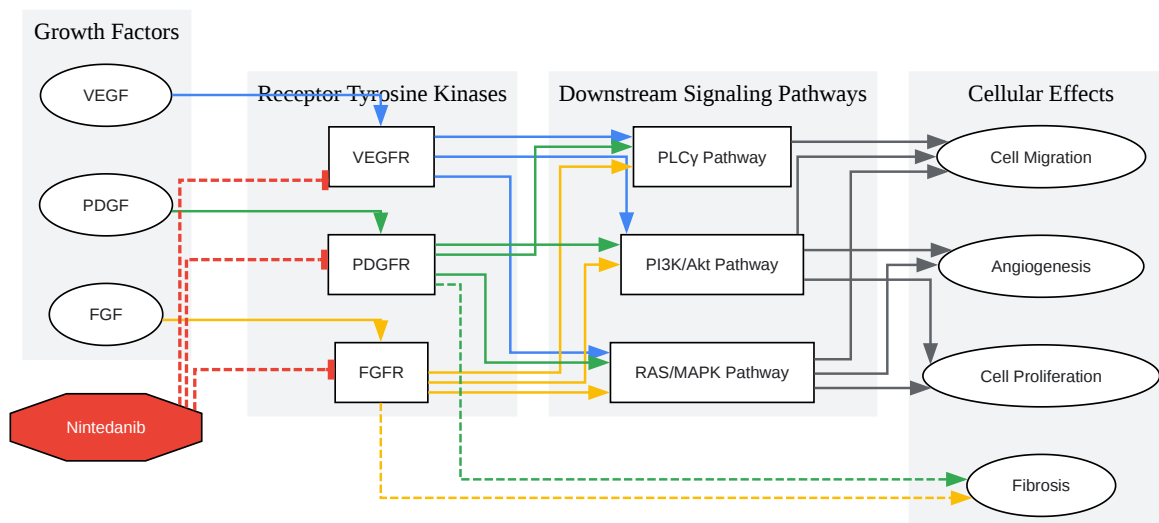 Growth Factors
VEGF
PDGF
FGF
Nintedanib
Receptor Tyrosine Kinases
VEGFR
PDGFR
FGFR
Downstream Signaling Pathways
PLCγ Pathway
PI3K/Akt Pathway
RAS/MAPK Pathway
Cellular Effects
Cell Migration
Angiogenesis
Cell Proliferation
Fibrosis